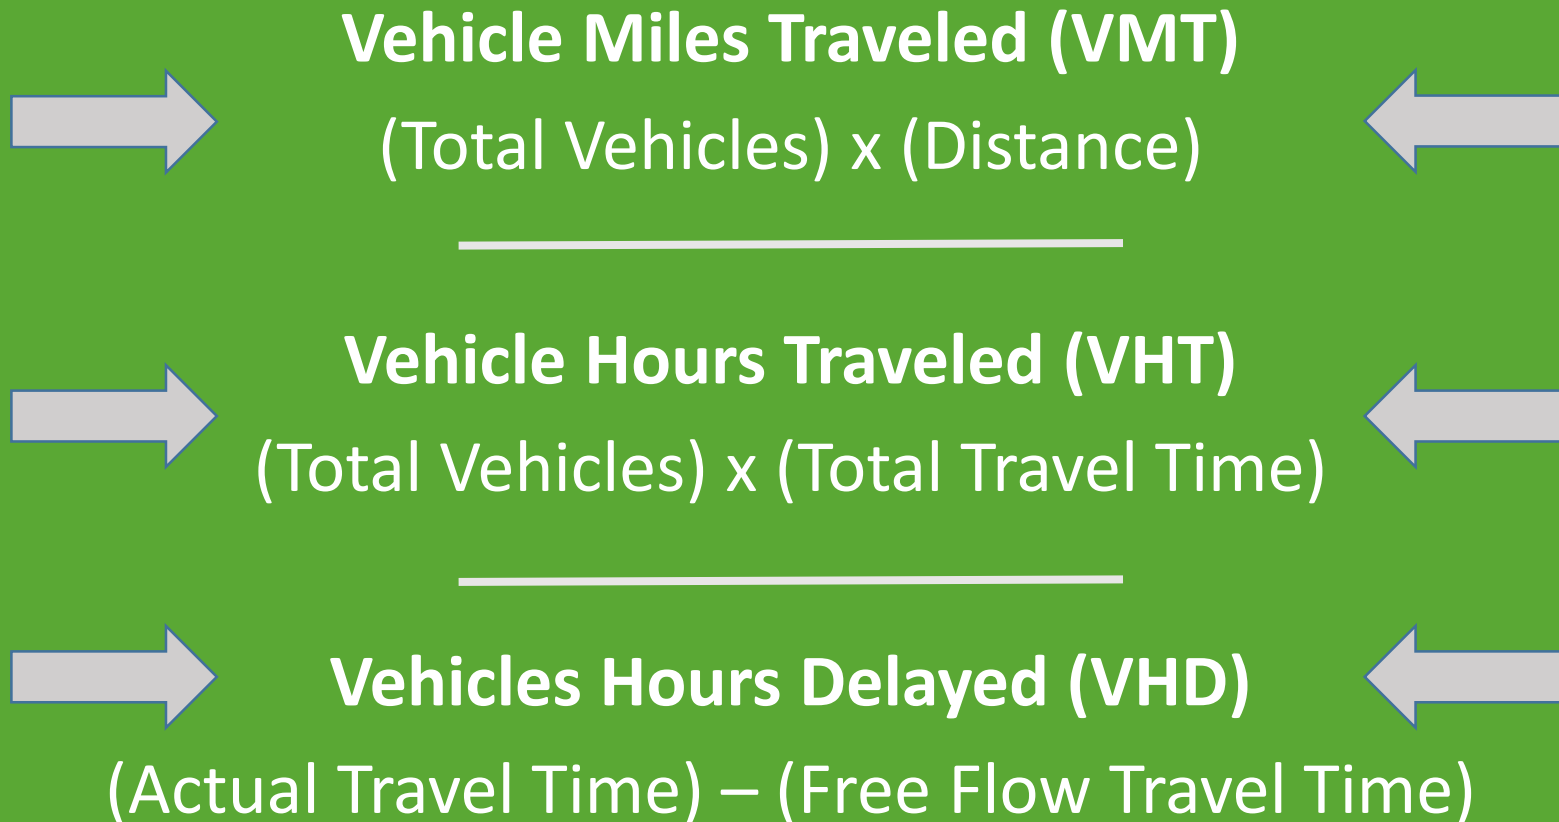 Vehicle Miles Traveled (VMT)
(Total Vehicles) x (Distance)
Vehicle Hours Traveled (VHT)
(Total Vehicles) x (Total Travel Time)
Vehicles Hours Delayed (VHD)
(Actual Travel Time) – (Free Flow Travel Time)